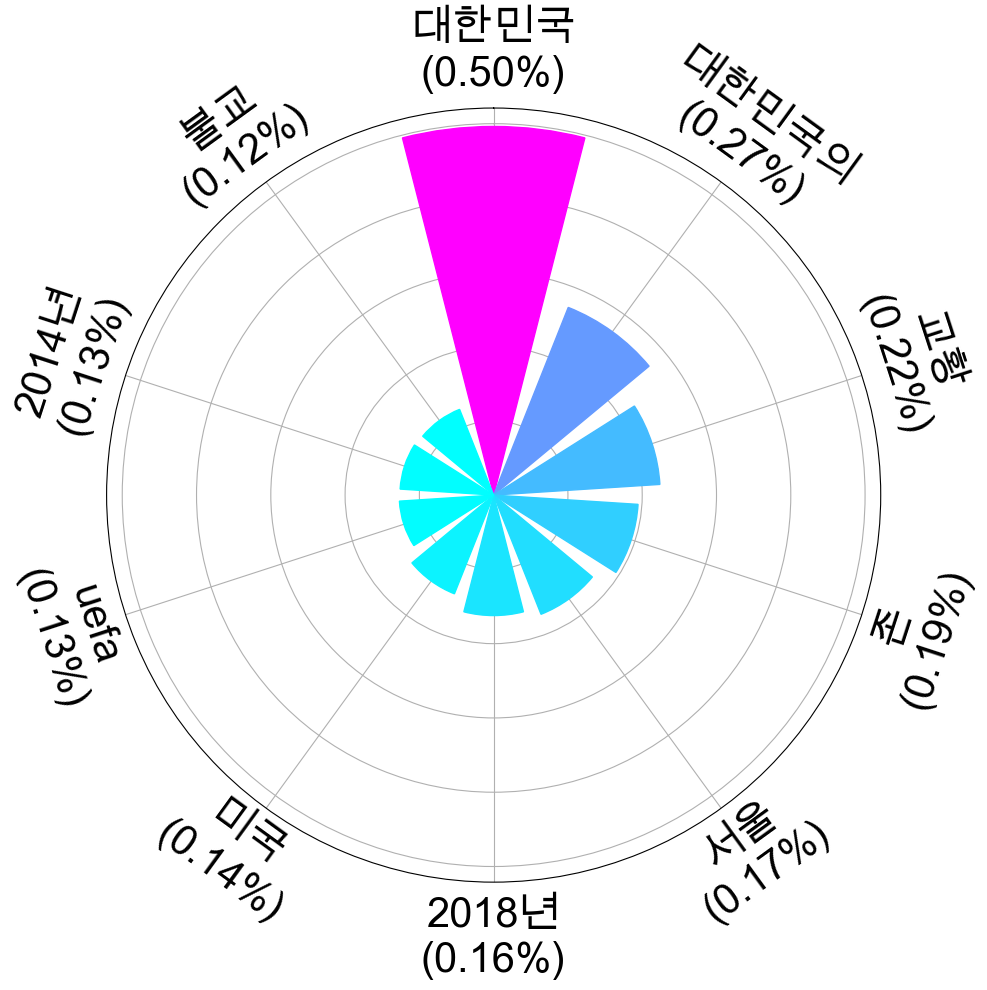 대한민국
(0.50%)
대한민국의
(0.27%)
교황
(0.22%)
존
(0.19%)
서울
(0.17%)
2018년
(0.16%)
미국
(0.14%)
uefa
(0.13%)
2014년
(0.13%)
불교
(0.12%)